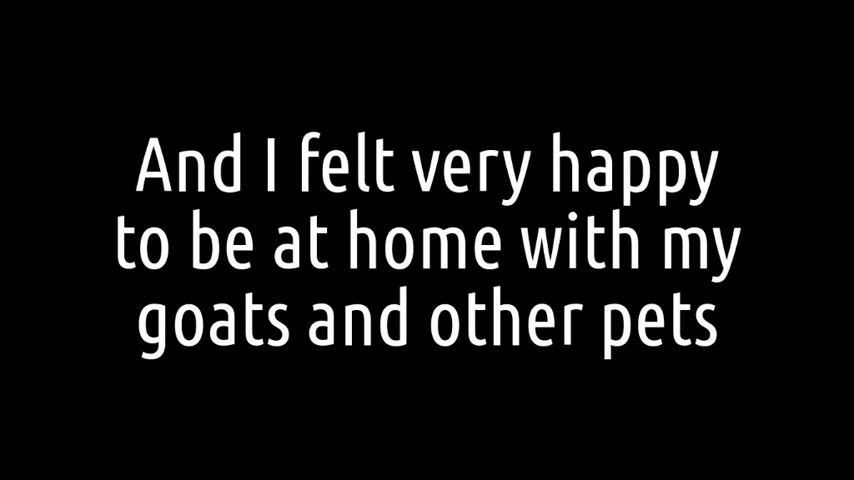 And I felt very happy
to be at home with my
goats and other pets